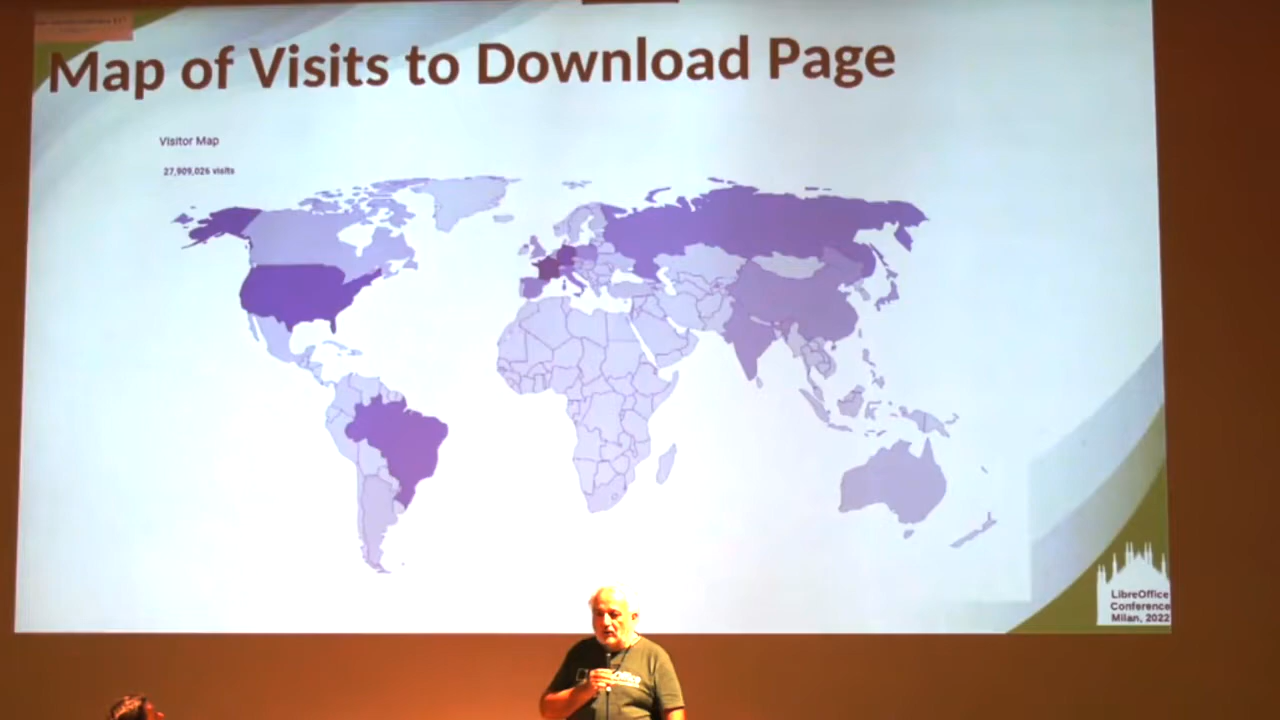 Map of Visits to Download Page
Visitor Map
27,909,026 visits
LibreOffice
Conference
Milan, 2022